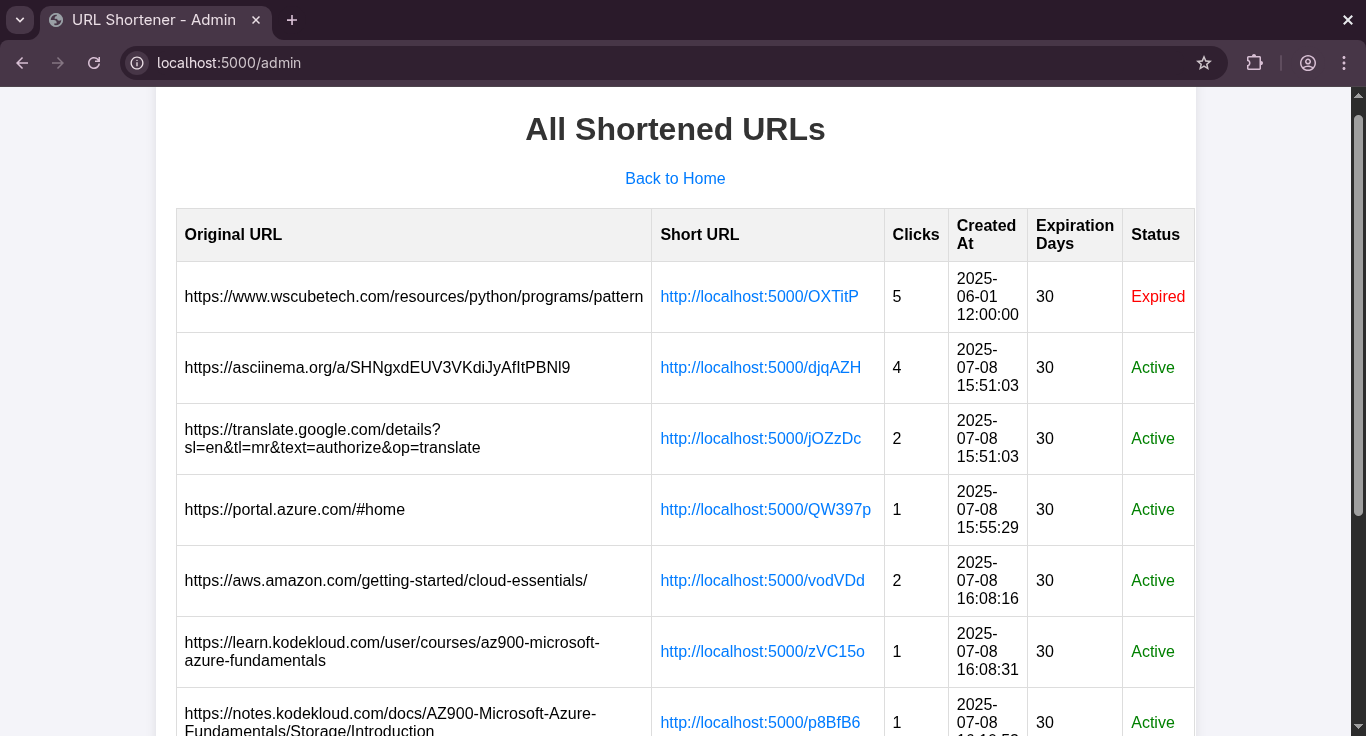 URL Shortener - Admin
localhost:5000/admin
All Shortened URLs
Back to Home
Original URL
Short URL
Clicks
Created
At
Expiration
Days
Status
https://www.wscubetech.com/resources/python/programs/pattern
http://localhost:5000/OXTitP
5
2025-
06-01
12:00:00
30
Expired
https://asciinema.org/a/SHNgxdEUV3VKdiJyAfItPBNl9
http://localhost:5000/djqAZH
4
2025-
07-08
15:51:03
30
Active
https://translate.google.com/details?
sl=en&tl=mr&text=authorize&op=translate
http://localhost:5000/jOZzDc
2
2025-
07-08
15:51:03
30
Active
https://portal.azure.com/#home
http://localhost:5000/QW397p
1
2025-
07-08
15:55:29
30
Active
https://aws.amazon.com/getting-started/cloud-essentials/
http://localhost:5000/vodVDd
2
2025-
07-08
16:08:16
30
Active
https://learn.kodekloud.com/user/courses/az900-microsoft-
azure-fundamentals
http://localhost:5000/zVC15o
1
2025-
07-08
16:08:31
30
Active
https://notes.kodekloud.com/docs/AZ900-Microsoft-Azure-
Fundamentals/Storage/Introduction
http://localhost:5000/p8BfB6
1
2025-
07-08
30
Active